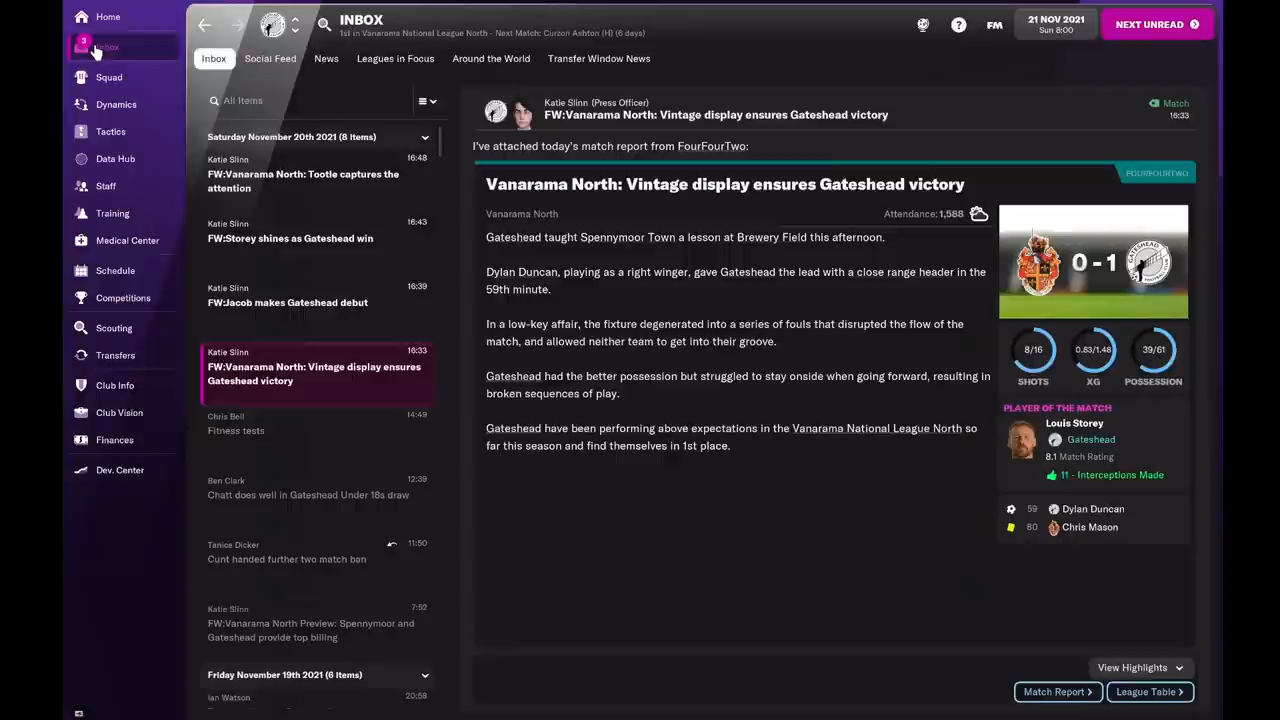 Home
INBOX
1st in Vanarama National League North - Next Match: Curzon Ashton (H) (6 days)
FM
21 NOV 2021
Sun 8:00
NEXT UNREAD
3
Inbox
Squad
Dynamics
Tactics
Data Hub
Staff
Training
Medical Center
Schedule
Competitions
Scouting
Transfers
Club Info
Club Vision
Finances
Dev. Center
Inbox
Social Feed
News
Leagues in Focus
Around the World
Transfer Window News
All Items
Saturday November 20th 2021 (8 Items)
Katie Slinn
16:48
FW:Vanarama North: Tootle captures the
attention
Katie Slinn
16:43
FW:Storey shines as Gateshead win
Katie Slinn
16:39
FW:Jacob makes Gateshead debut
Katie Slinn
16:33
FW:Vanarama North: Vintage display ensures
Gateshead victory
Chris Bell
14:49
Fitness tests
Ben Clark
12:39
Chatt does well in Gateshead Under 18s draw
Tanice Dicker
11:50
Cunt handed further two match ban
Katie Slinn
7:52
FW:Vanarama North Preview: Spennymoor and
Gateshead provide top billing
Friday November 19th 2021 (6 Items)
Ian Watson
20:58
Katie Slinn (Press Officer)
FW:Vanarama North: Vintage display ensures Gateshead victory
Match
16:33
I've attached today's match report from FourFourTwo:
FOURFOURTWO
Vanarama North: Vintage display ensures Gateshead victory
Vanarama North
Attendance: 1,588
Gateshead taught Spennymoor Town a lesson at Brewery Field this afternoon.
Dylan Duncan, playing as a right winger, gave Gateshead the lead with a close range header in the
59th minute.
In a low-key affair, the fixture degenerated into a series of fouls that disrupted the flow of the
match, and allowed neither team to get into their groove.
Gateshead had the better possession but struggled to stay onside when going forward, resulting in
broken sequences of play.
Gateshead have been performing above expectations in the Vanarama National League North so
far this season and find themselves in 1st place.
0 - 1
GATESHEAD
8/16
0.83/1.48
39/61
SHOTS
XG
POSSESSION
PLAYER OF THE MATCH
Louis Storey
Gateshead
8.1 Match Rating
11 - Interceptions Made
59 Dylan Duncan
80 Chris Mason
View Highlights
Match Report >
League Table >